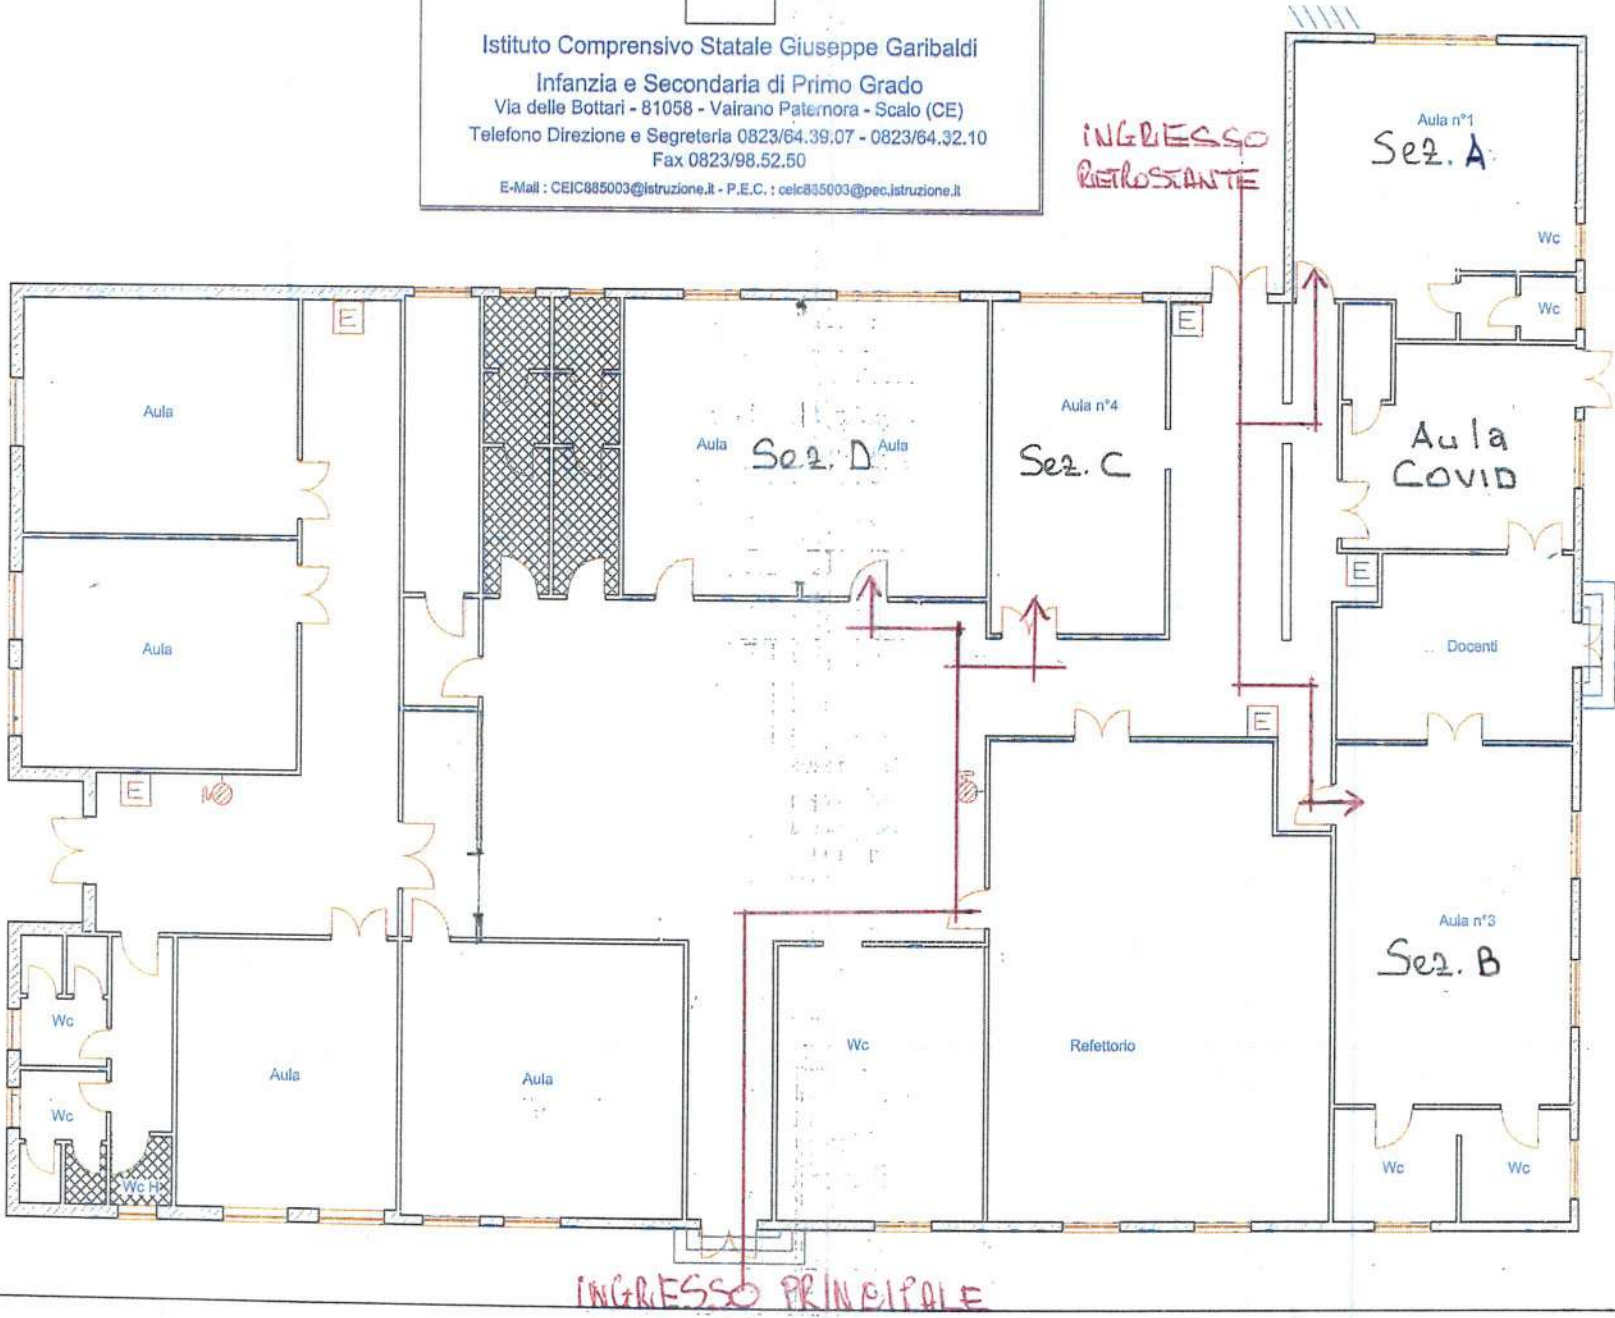 Istituto Comprensivo Statale Giuseppe Garibaldi
Infanzia e Secondaria di Primo Grado
Via delle Bottari - 81058 - Vairano Paternora - Scalo (CE)
Telefono Direzione e Segreteria 0823/64.39.07 - 0823/64.32.10
Fax 0823/98.52.50
E-Mail : CEIC885003@istruzione.it - P.E.C. : ceic885003@pec.istruzione.it
INGRESSO
RETROSTANTE
Aula n°1
Sez. A
Wc
Wc
E
E
Aula
Aula n°4
Sez. C
Aula
Sez. D
Aula
Aula
COVID
E
Aula
Docenti
E
E
Aula n°3
Sez. B
Wc
Wc
Refettorio
Aula
Aula
Wc
Wc
Wc
Wc H
INGRESSO PRINCIPALE